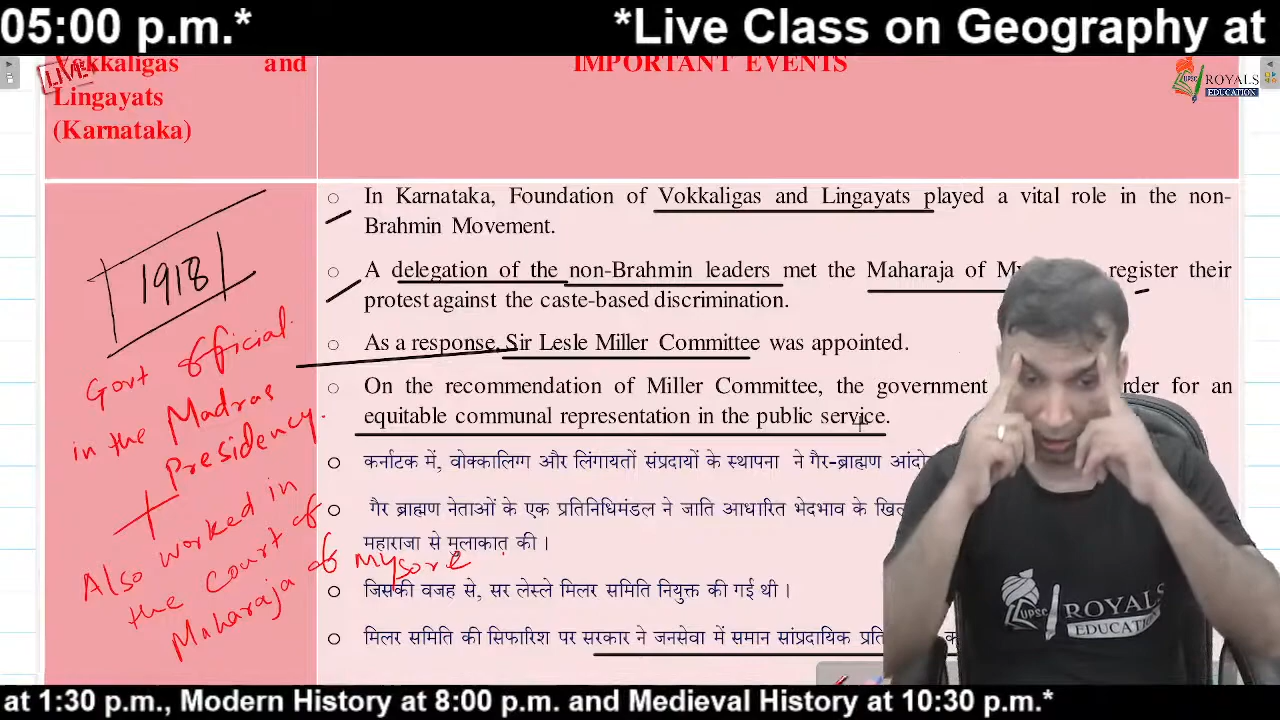 05:00 p.m.* *Live Class on Geography at
Vokkaligas and
Lingayats
(Karnataka)
LIVE
IMPORTANT EVENTS
UPSC ROYALS
EDUCATION
In Karnataka, Foundation of Vokkaligas and Lingayats played a vital role in the non-
Brahmin Movement.
A delegation of the non-Brahmin leaders met the Maharaja of register their
protest against the caste-based discrimination.
As a response, Sir Lesle Miller Committee was appointed.
On the recommendation of Miller Committee, the government for an
equitable communal representation in the public service.
कर्नाटक में, वोक्कालिग्ग और लिंगायतों संप्रदायों के स्थापना ने गैर-ब्राह्मण
गैर ब्राह्मण नेताओं के एक प्रतिनिधिमंडल ने जाति आधारित भेदभाव के
महाराजा से मुलाकात की ।
जिसकी वजह से, सर लेस्ले मिलर समिति नियुक्त की गई थी ।
मिलर समिति की सिफारिश पर सरकार ने जनसेवा में समान सांप्रदायिक
1918
Govt official
in the Madras
Presidency.
+
Also worked in
the court of
Maharaja of Mysore
UPSC ROYALS
EDUCATION
at 1:30 p.m., Modern History at 8:00 p.m. and Medieval History at 10:30 p.m.*